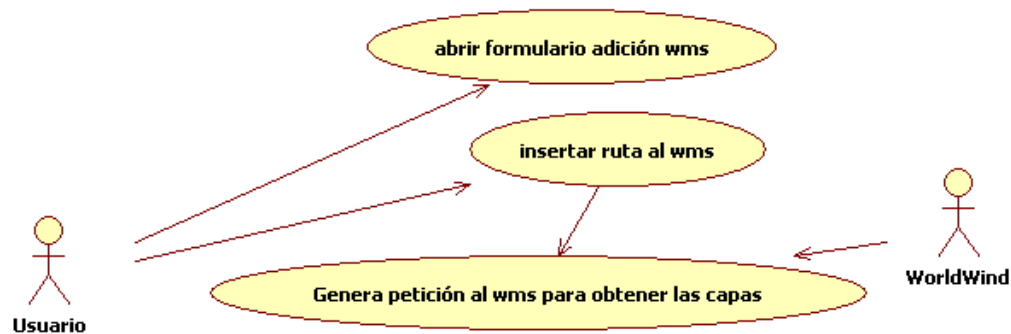 abrir formulario adición wms
insertar ruta al wms
WorldWind
Genera petición al wms para obtener las capas
Usuario